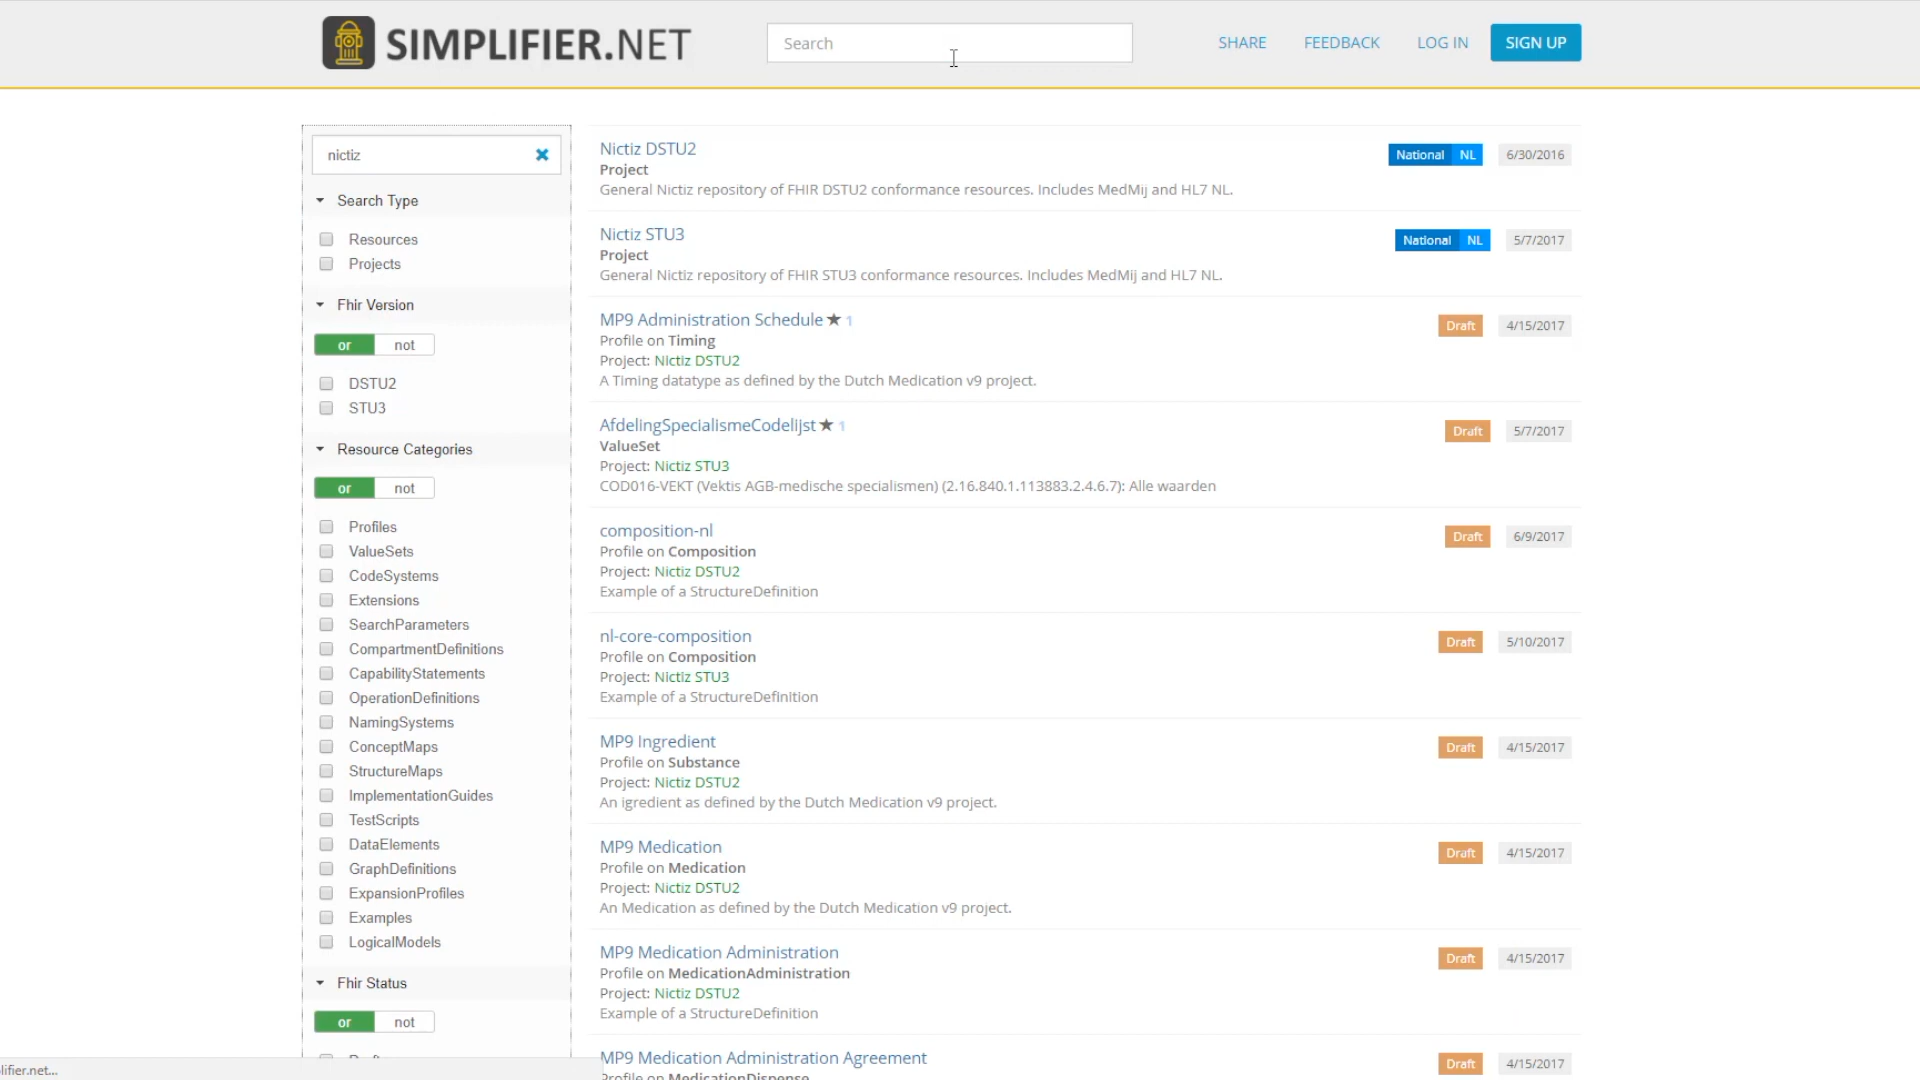 SIMPLIFIER.NET
Search
SHARE
FEEDBACK
LOG IN
SIGN UP
nictiz
Search Type
Resources
Projects
Fhir Version
or not
DSTU2
STU3
Resource Categories
or not
Profiles
ValueSets
CodeSystems
Extensions
SearchParameters
CompartmentDefinitions
CapabilityStatements
OperationDefinitions
NamingSystems
ConceptMaps
StructureMaps
ImplementationGuides
TestScripts
DataElements
GraphDefinitions
ExpansionProfiles
Examples
LogicalModels
Fhir Status
or not
Nictiz DSTU2 National NL 6/30/2016
Project
General Nictiz repository of FHIR DSTU2 conformance resources. Includes MedMij and HL7 NL.
Nictiz STU3 National NL 5/7/2017
Project
General Nictiz repository of FHIR STU3 conformance resources. Includes MedMij and HL7 NL.
MP9 Administration Schedule ★ 1 Draft 4/15/2017
Profile on Timing
Project: Nictiz DSTU2
A Timing datatype as defined by the Dutch Medication v9 project.
AfdelingSpecialismeCodelijst ★ 1 Draft 5/7/2017
ValueSet
Project: Nictiz STU3
COD016-VEKT (Vektis AGB-medische specialismen) (2.16.840.1.113883.2.4.6.7): Alle waarden
composition-nl Draft 6/9/2017
Profile on Composition
Project: Nictiz DSTU2
Example of a StructureDefinition
nl-core-composition Draft 5/10/2017
Profile on Composition
Project: Nictiz STU3
Example of a StructureDefinition
MP9 Ingredient Draft 4/15/2017
Profile on Substance
Project: Nictiz DSTU2
An igredient as defined by the Dutch Medication v9 project.
MP9 Medication Draft 4/15/2017
Profile on Medication
Project: Nictiz DSTU2
An Medication as defined by the Dutch Medication v9 project.
MP9 Medication Administration Draft 4/15/2017
Profile on MedicationAdministration
Project: Nictiz DSTU2
Example of a StructureDefinition
MP9 Medication Administration Agreement Draft 4/15/2017
Profile on MedicationDispense
lifier.net...